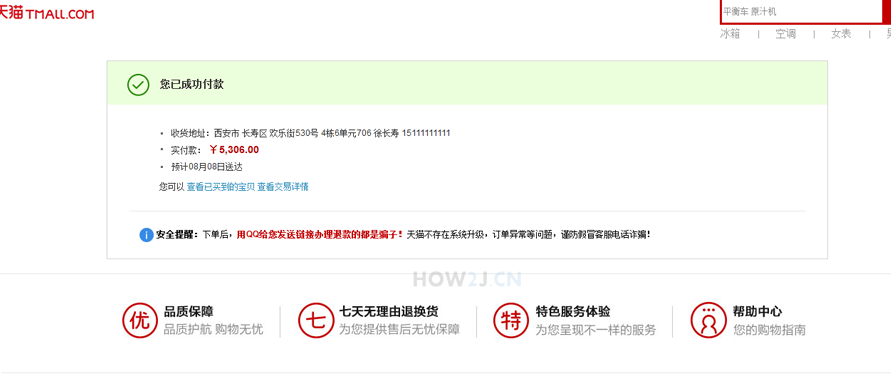 天猫 TMALL.COM
平衡车 原汁机
冰箱 | 空调 | 女表 |
您已成功付款
• 收货地址：西安市 长寿区 欢乐街530号 4栋6单元706 徐长寿 15111111111
• 实付款： ￥5,306.00
• 预计08月08日送达
您可以 查看已买到的宝贝 查看交易详情
安全提醒：下单后，用QQ给您发送链接办理退款的都是骗子！天猫不存在系统升级，订单异常等问题，谨防假冒客服电话诈骗！
HOW2J.CN
优 品质保障
品质护航 购物无忧
七 七天无理由退换货
为您提供售后无忧保障
特 特色服务体验
为您呈现不一样的服务
帮助中心
您的购物指南